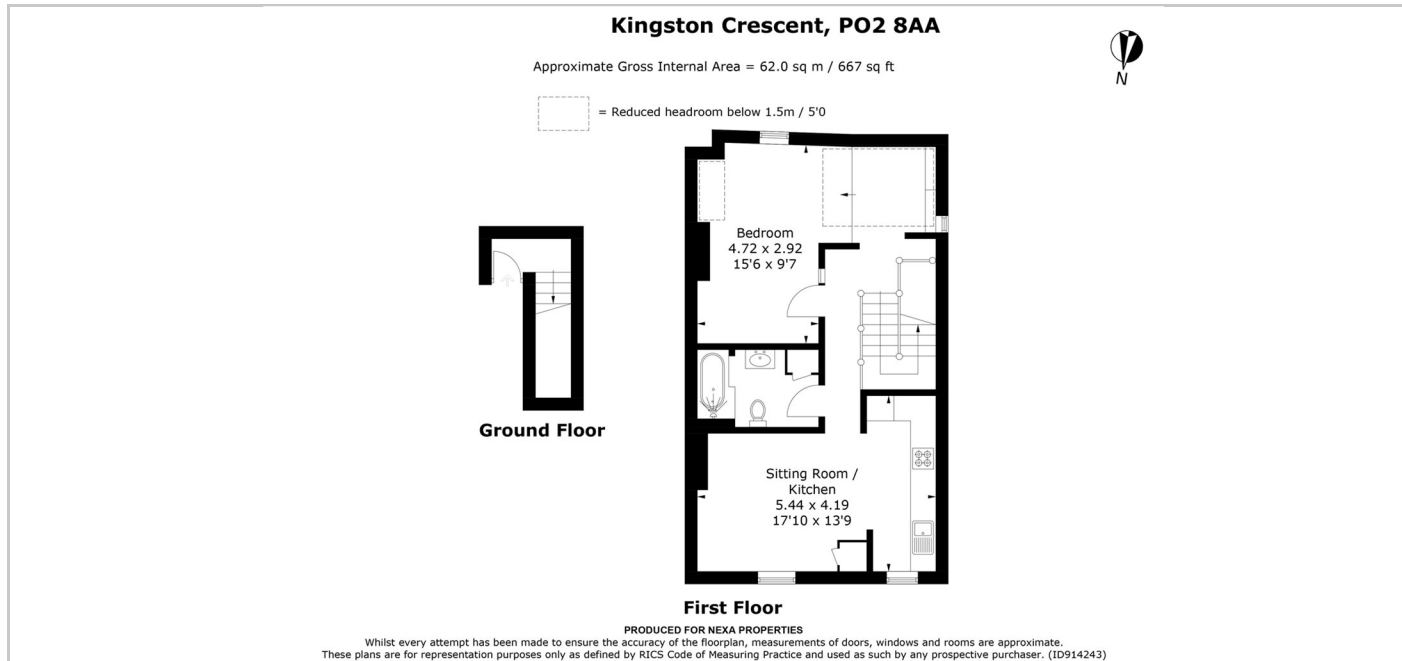 Kingston Crescent, PO2 8AA
Approximate Gross Internal Area = 62.0 sq m / 667 sq ft
N
= Reduced headroom below 1.5m / 5'0
Bedroom
4.72 x 2.92
15'6 x 9'7
Ground Floor
Sitting Room /
Kitchen
5.44 x 4.19
17'10 x 13'9
First Floor
PRODUCED FOR NEXA PROPERTIES
Whilst every attempt has been made to ensure the accuracy of the floorplan, measurements of doors, windows and rooms are approximate.
These plans are for representation purposes only as defined by RICS Code of Measuring Practice and used as such by any prospective purchaser. (ID914243)